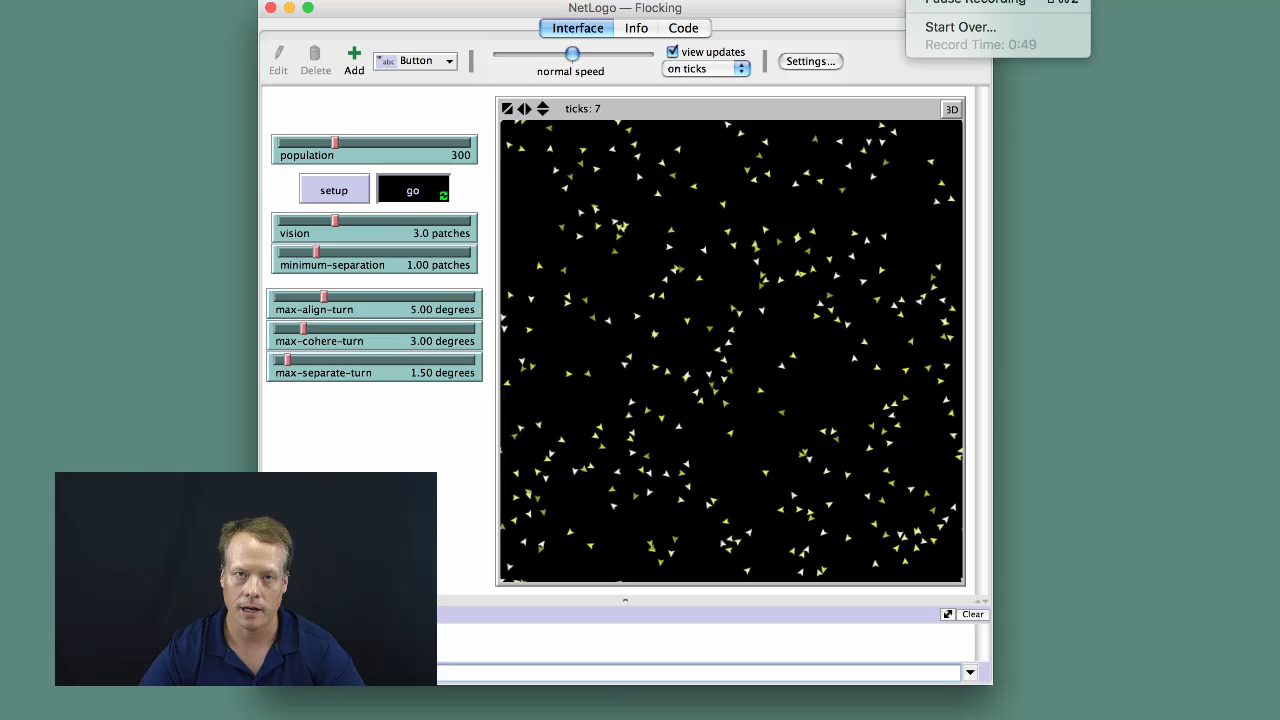 NetLogo — Flocking
Pause Recording
Start Over...
Record Time: 0:49
Interface
Info
Code
Edit
Delete
Add
abc Button
normal speed
view updates
on ticks
Settings...
ticks: 7
3D
population 300
setup
go
vision 3.0 patches
minimum-separation 1.00 patches
max-align-turn 5.00 degrees
max-cohere-turn 3.00 degrees
max-separate-turn 1.50 degrees
Clear